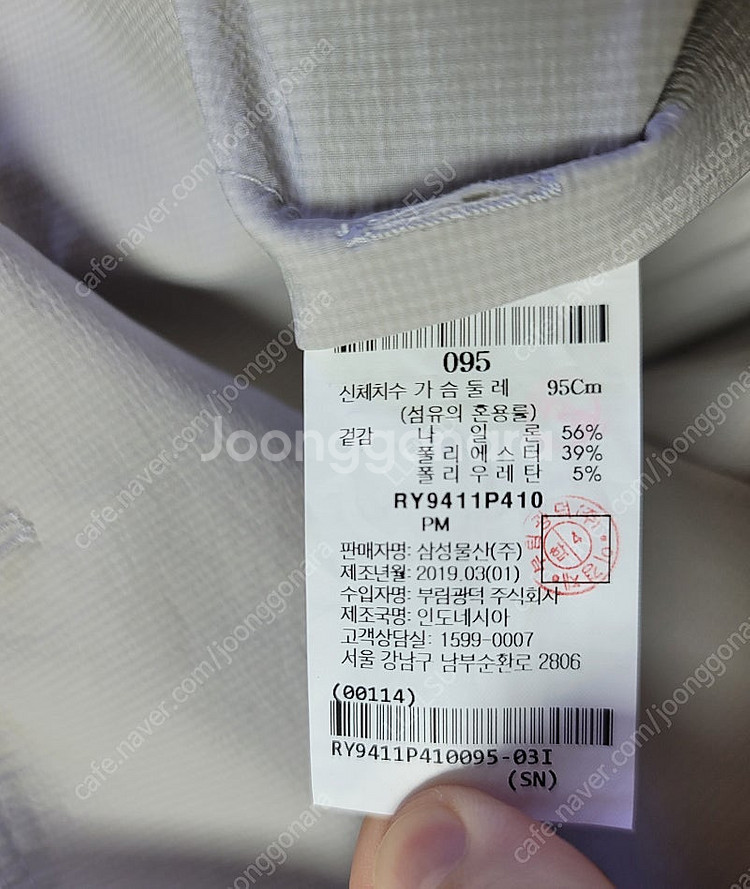 095
신체치수 가슴둘레 95Cm
(섬유의 혼용률)
겉감 나일론 56%
폴리에스터 39%
폴리우레탄 5%
RY9411P410
PM
판매자명: 삼성물산(주)
제조년월: 2019.03(01)
수입자명: 부림광덕 주식회사
제조국명: 인도네시아
고객상담실: 1599-0007
서울 강남구 남부순환로 2806
(00114)
RY9411P410095-03I
(SN)
Joonggonara
cafe.naver.com/joonggonara